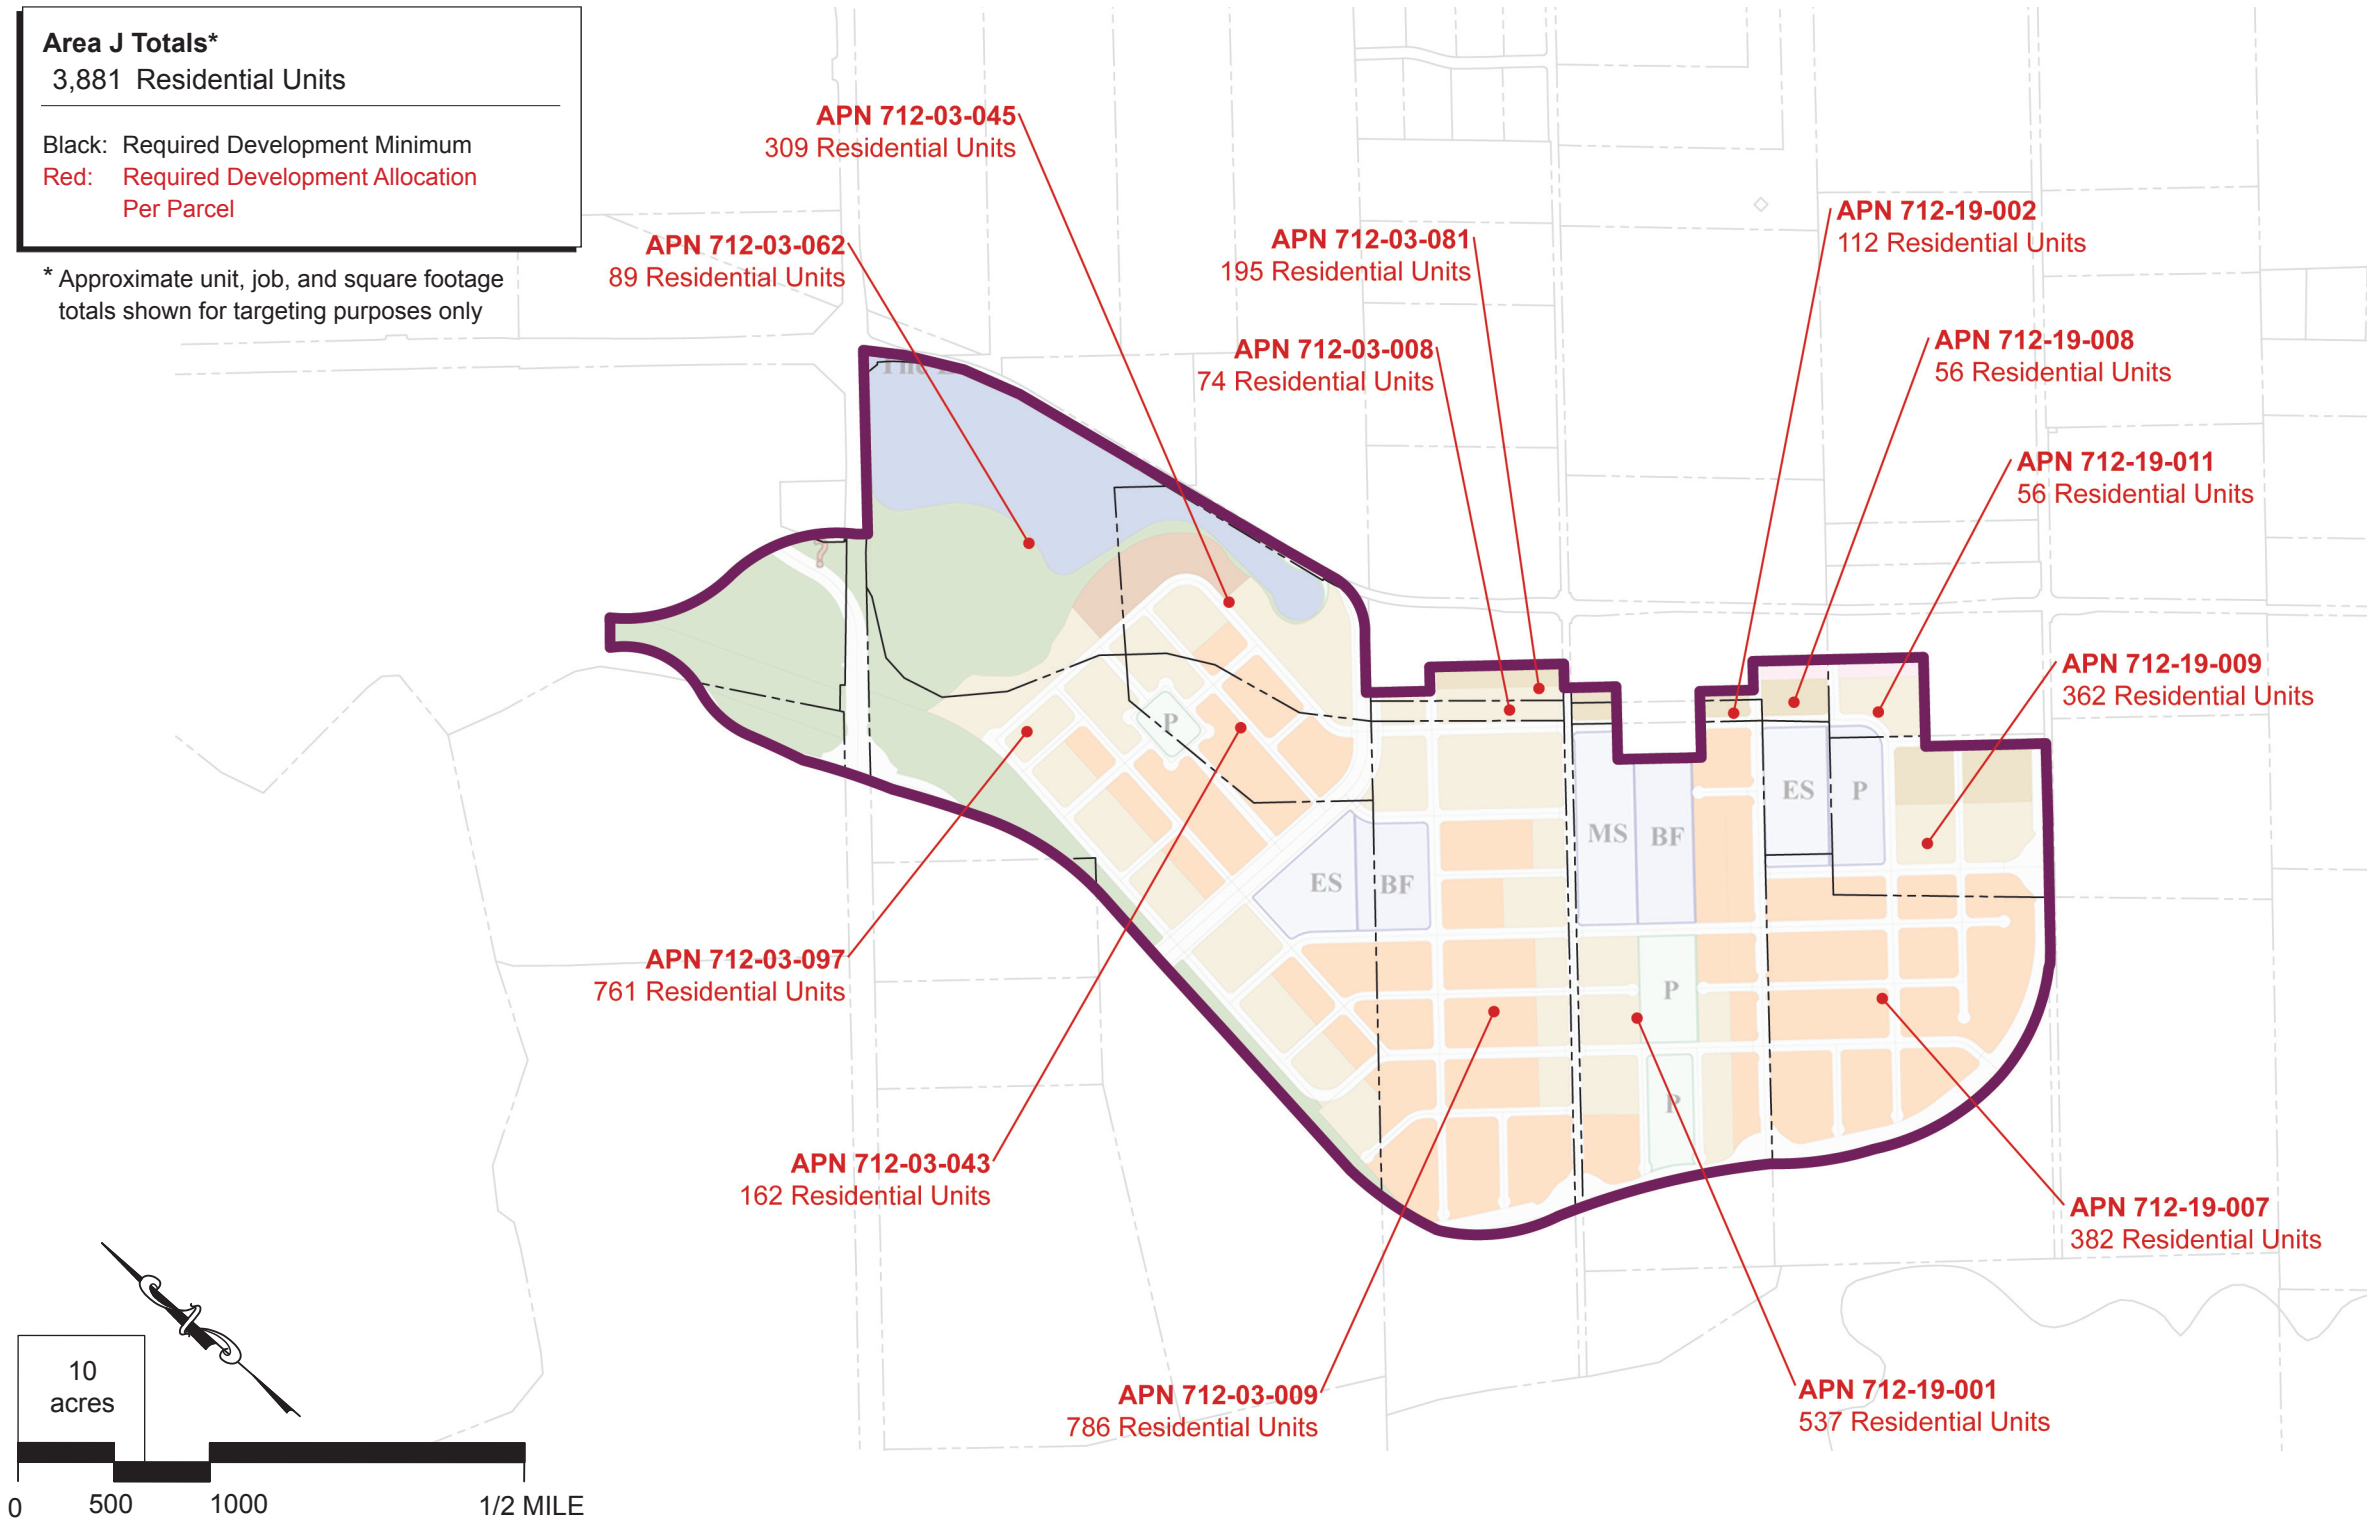 Area J Totals*
3,881 Residential Units
Black: Required Development Minimum
Red: Required Development Allocation
Per Parcel
* Approximate unit, job, and square footage
totals shown for targeting purposes only
APN 712-03-045
309 Residential Units
APN 712-03-062
89 Residential Units
APN 712-03-081
195 Residential Units
APN 712-03-008
74 Residential Units
APN 712-19-002
112 Residential Units
APN 712-19-008
56 Residential Units
APN 712-19-011
56 Residential Units
APN 712-19-009
362 Residential Units
P
ES
P
MS
BF
ES
BF
P
P
APN 712-03-097
761 Residential Units
APN 712-03-043
162 Residential Units
APN 712-19-007
382 Residential Units
APN 712-03-009
786 Residential Units
APN 712-19-001
537 Residential Units
10
acres
0 500 1000 1/2 MILE